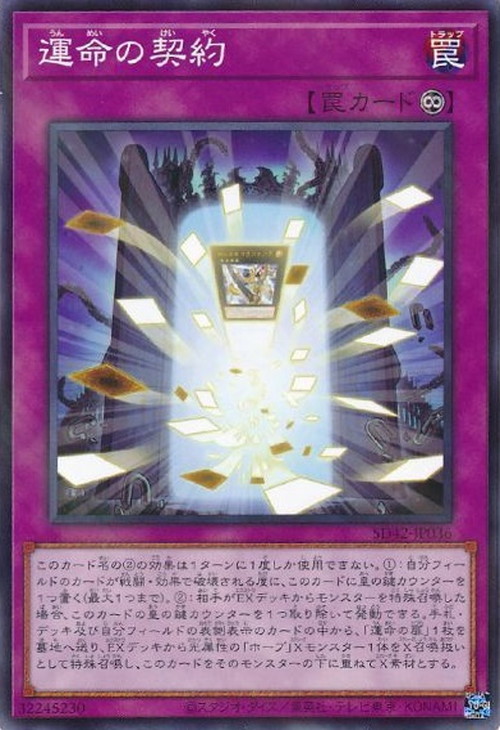 運命の契約
罠
【罠カード】
SD42-JP036
このカード名の②の効果は1ターンに1度しか使用できない。①：自分フィ
ールドのカードが戦闘・効果で破壊される度に、このカードに皇の鍵カウンター
を1つ置く(最大1つまで)。②：相手がEXデッキからモンスターを特殊召喚した
場合、このカードの皇の鍵カウンターを1つ取り除いて発動できる。手札・
デッキ及び自分フィールドの表側表示のカードの中から、「運命の扉」1枚を
墓地へ送り、EXデッキから光属性の「ホープ」Xモンスター1体をX召喚扱い
として特殊召喚し、このカードをそのモンスターの下に重ねてX素材とする。
32245230
©スタジオ・ダイス/集英社・テレビ東京・KONAMI